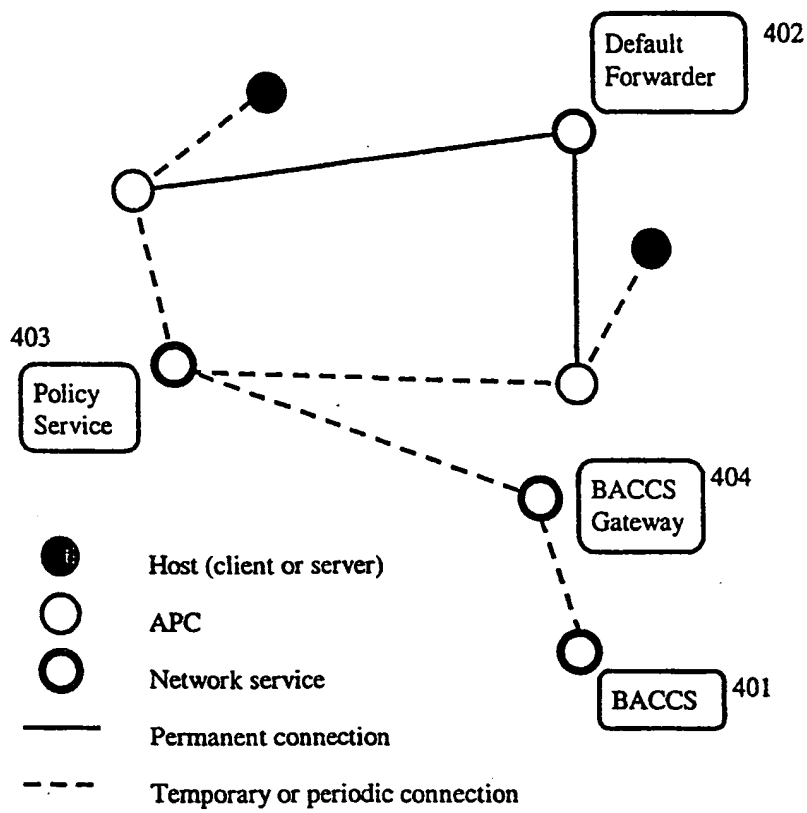 402
Default
Forwarder
403
Policy
Service
BACCS
Gateway
404
Host (client or server)
APC
Network service
BACCS
401
Permanent connection
Temporary or periodic connection